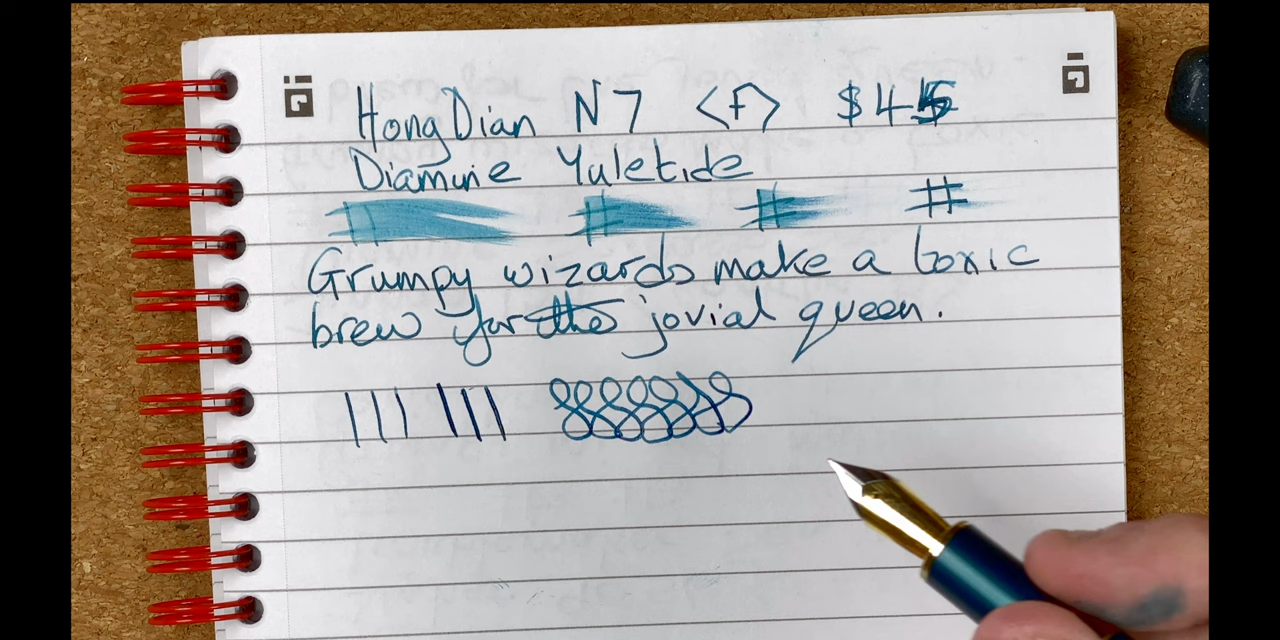 HongDian N7 <F> $45
Diamine Yuletide
# # #
Grumpy wizards make a toxic
brew for the jovial queen.